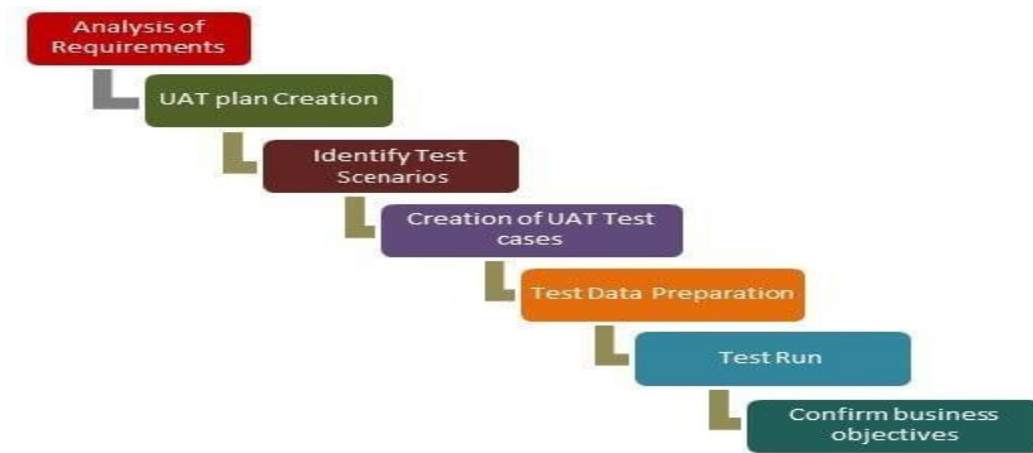 Analysis of
Requirements
UAT plan Creation
Identify Test
Scenarios
Creation of UAT Test
cases
Test Data Preparation
Test Run
Confirm business
objectives